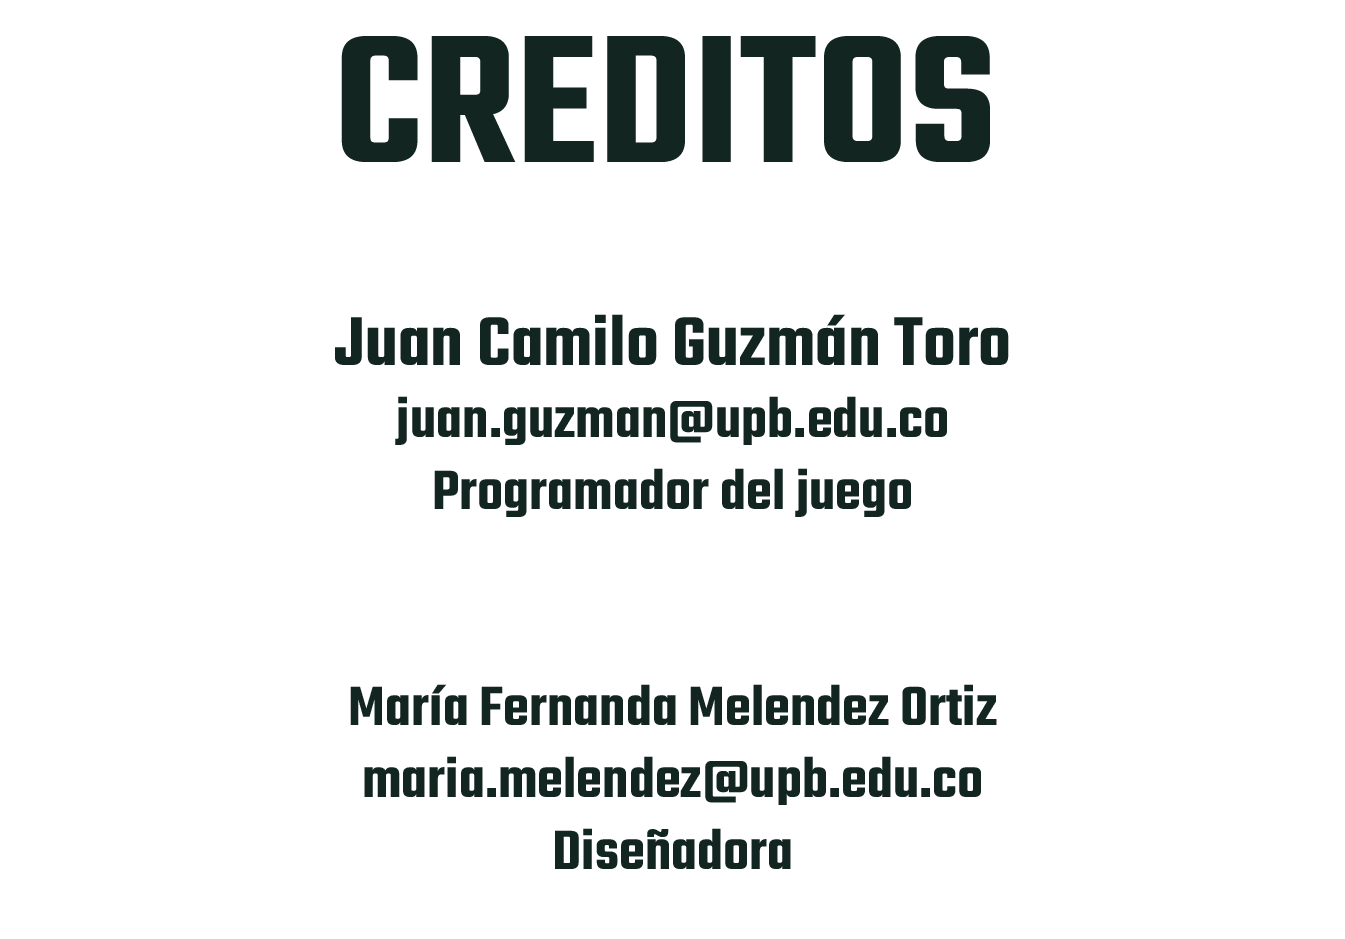 CREDITOS
Juan Camilo Guzmán Toro
juan.guzman@upb.edu.co
Programador del juego
María Fernanda Melendez Ortiz
maria.melendez@upb.edu.co
Diseñadora